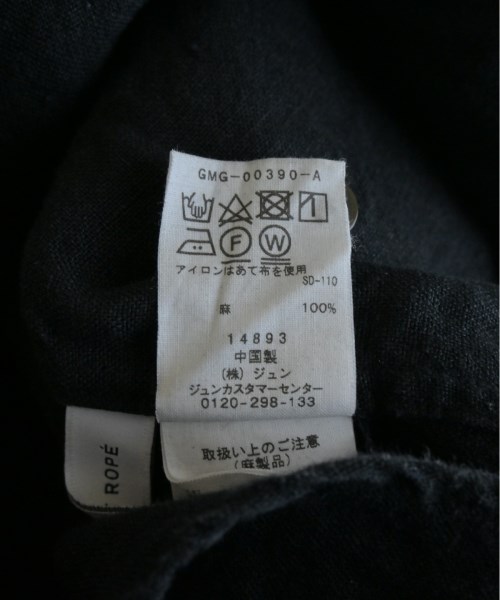 GMG-00390-A
F W
アイロンはあて布を使用
SD-110
麻 100%
14893
中国製
(株) ジュン
ジュンカスタマーセンター
0120-298-133
取扱い上のご注意
(麻製品)
ROPÉ